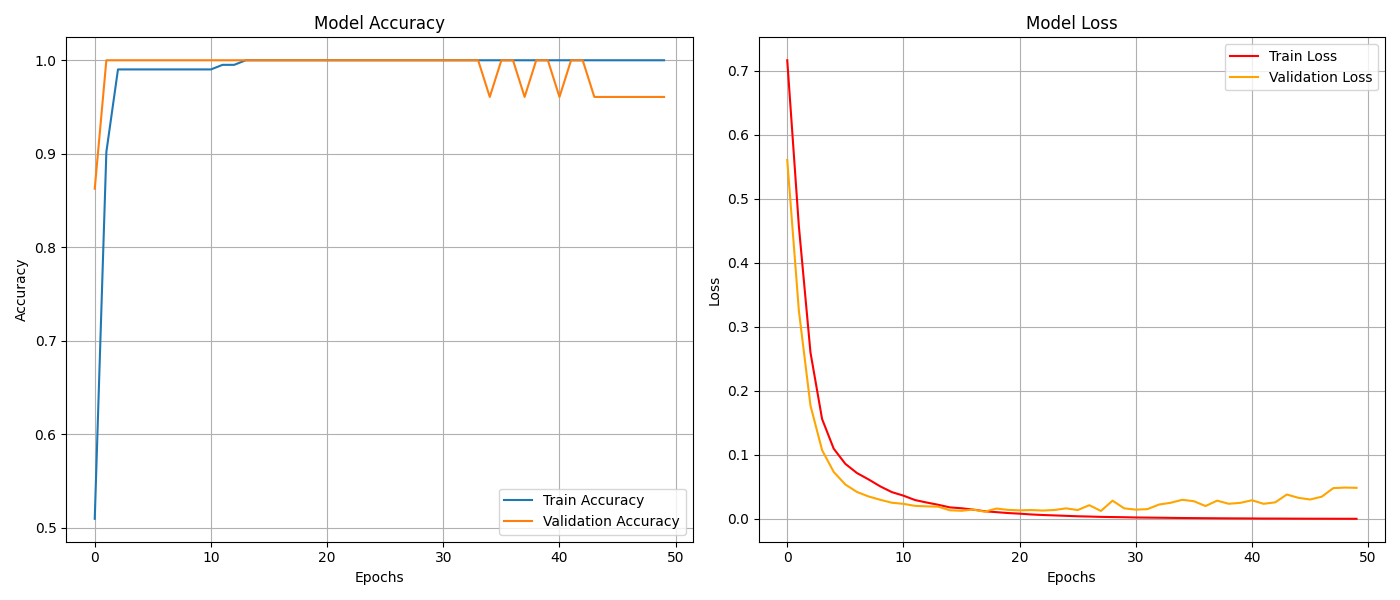 Model Accuracy
1.0
0.9
0.8
0.7
0.6
0.5
Accuracy
0
10
20
30
40
50
Epochs
Train Accuracy
Validation Accuracy
Model Loss
0.7
0.6
0.5
0.4
0.3
0.2
0.1
0.0
Loss
0
10
20
30
40
50
Epochs
Train Loss
Validation Loss